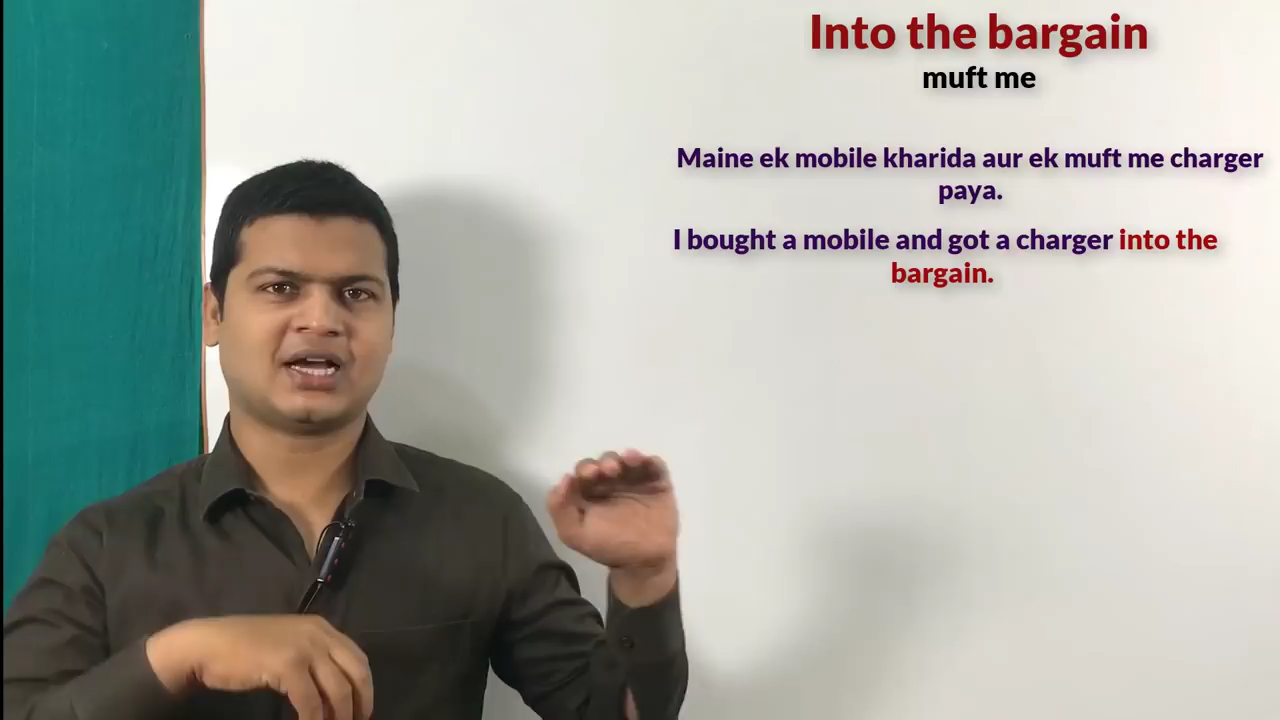 Into the bargain
muft me
Maine ek mobile kharida aur ek muft me charger
paya.
I bought a mobile and got a charger into the
bargain.